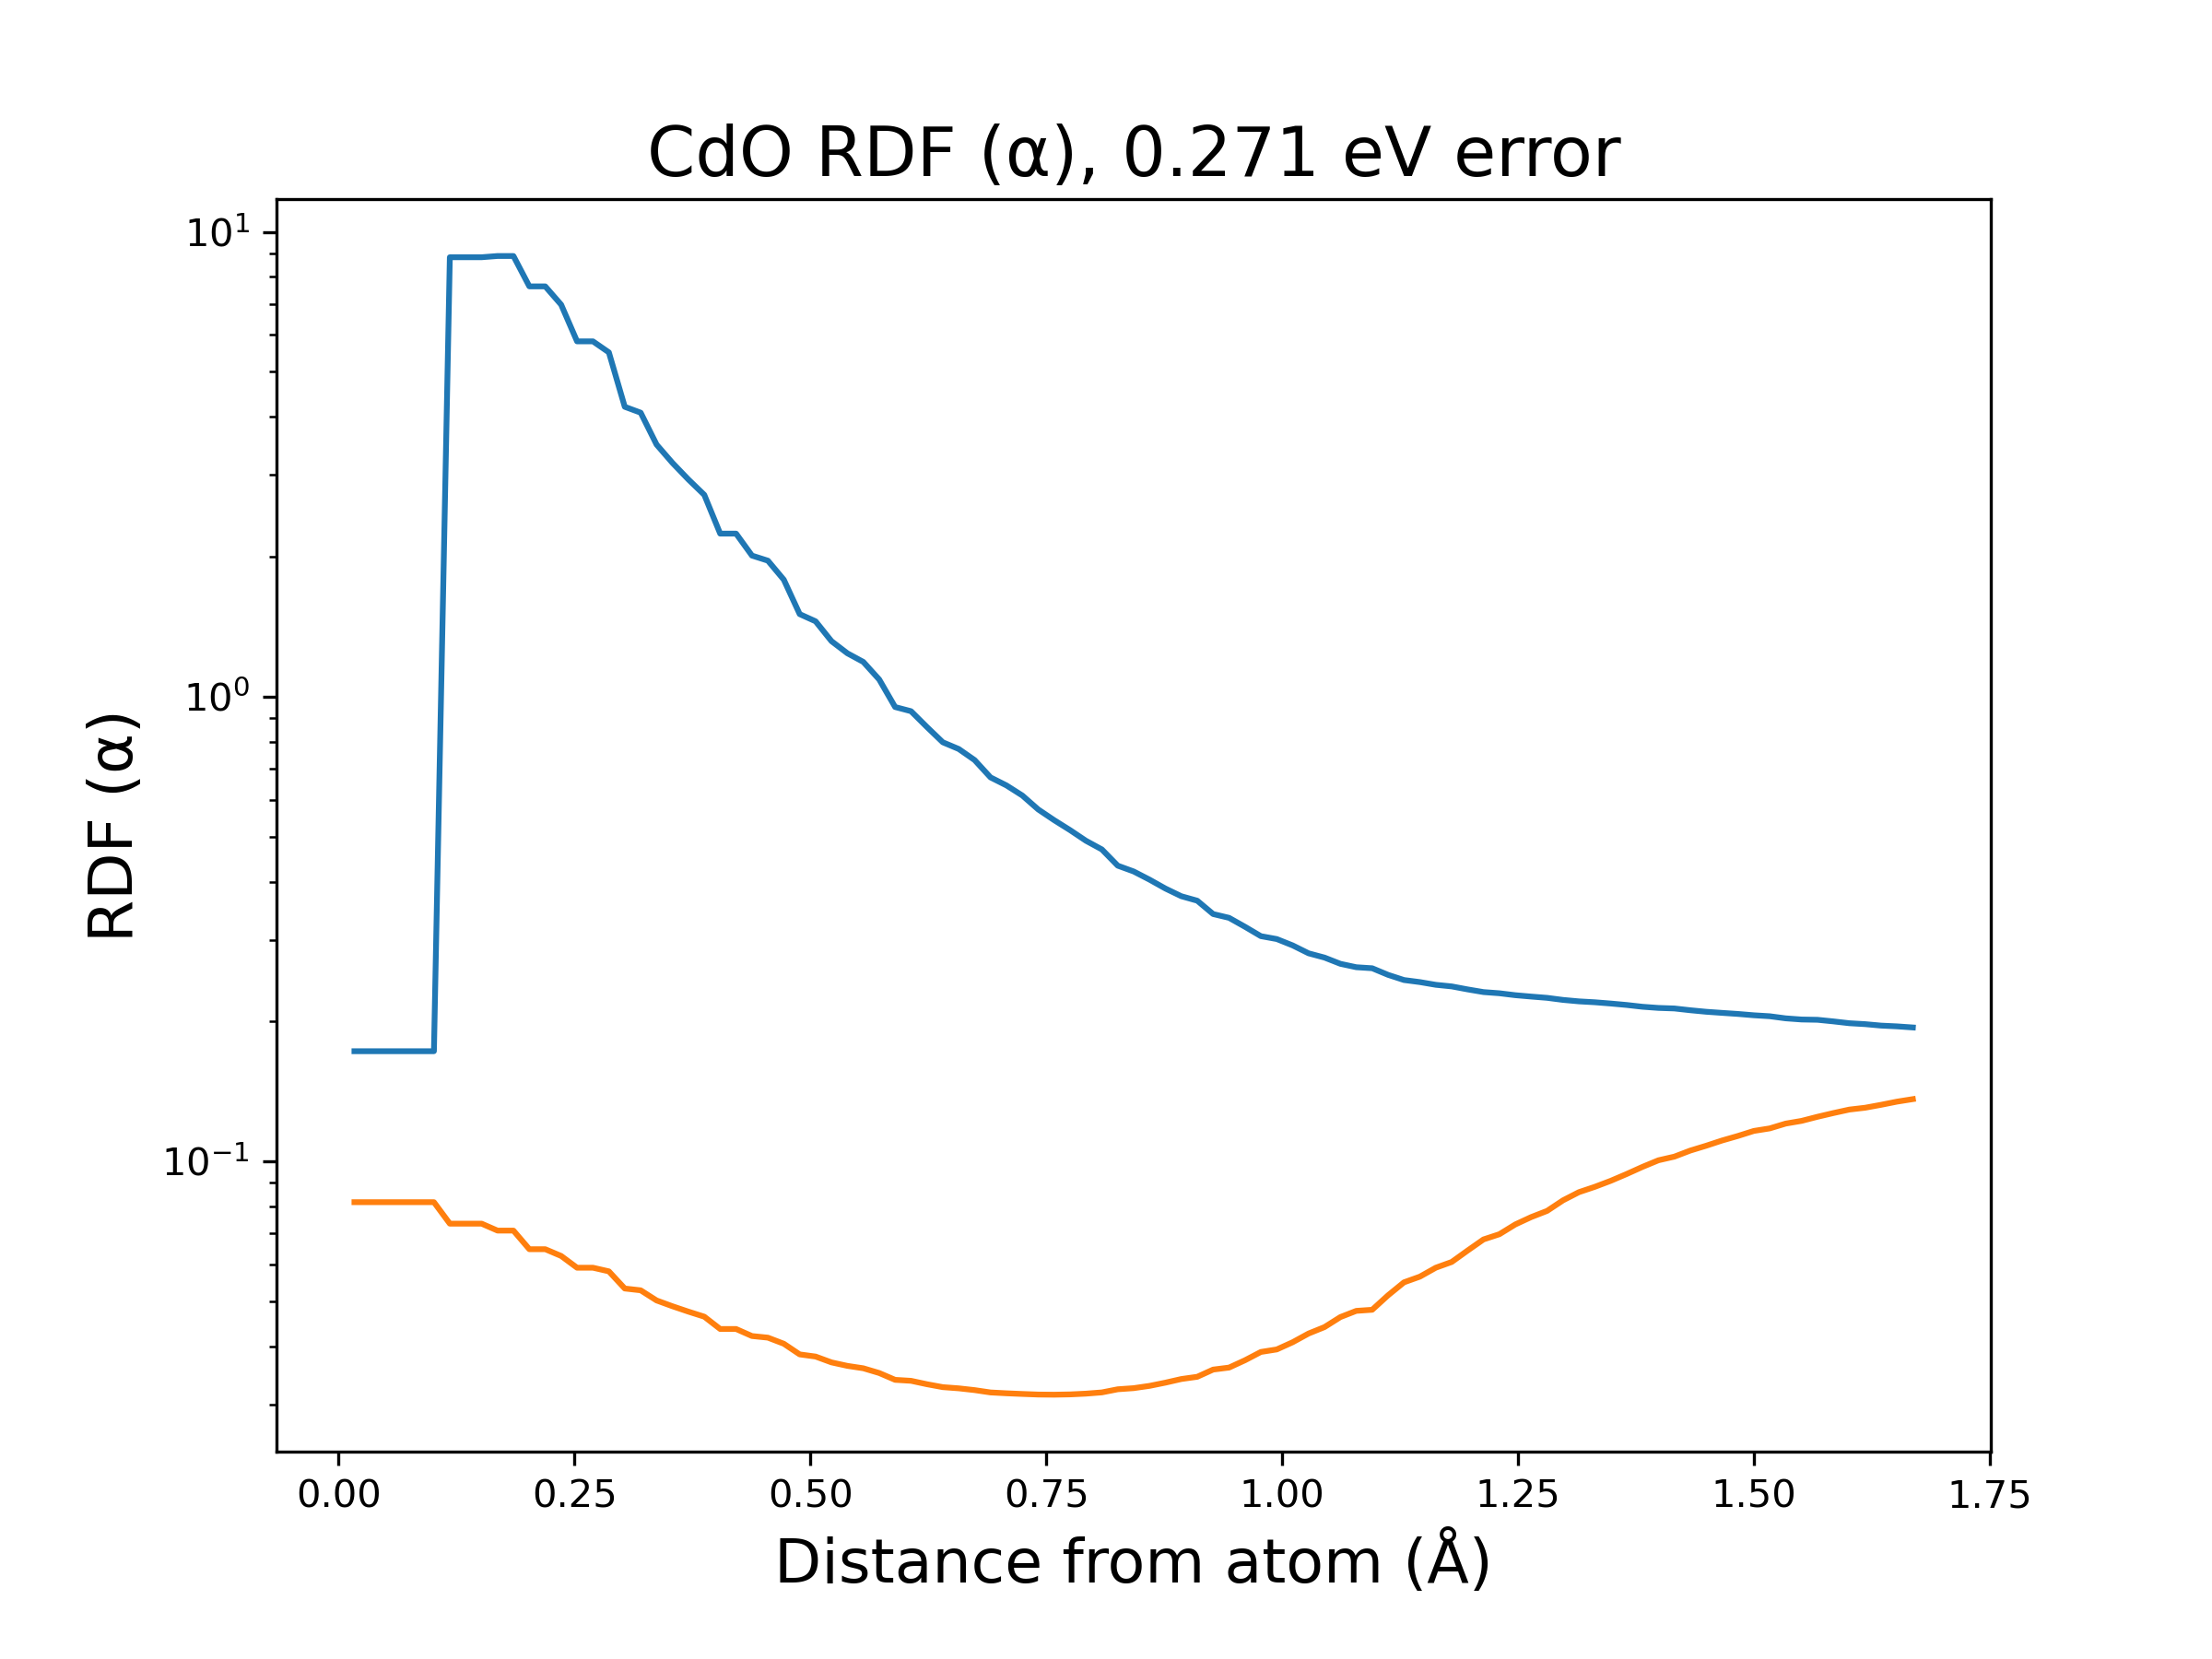 CdO RDF (α), 0.271 eV error
RDF (α)
10¹
10⁰
10⁻¹
0.00 0.25 0.50 0.75 1.00 1.25 1.50 1.75
Distance from atom (Å)